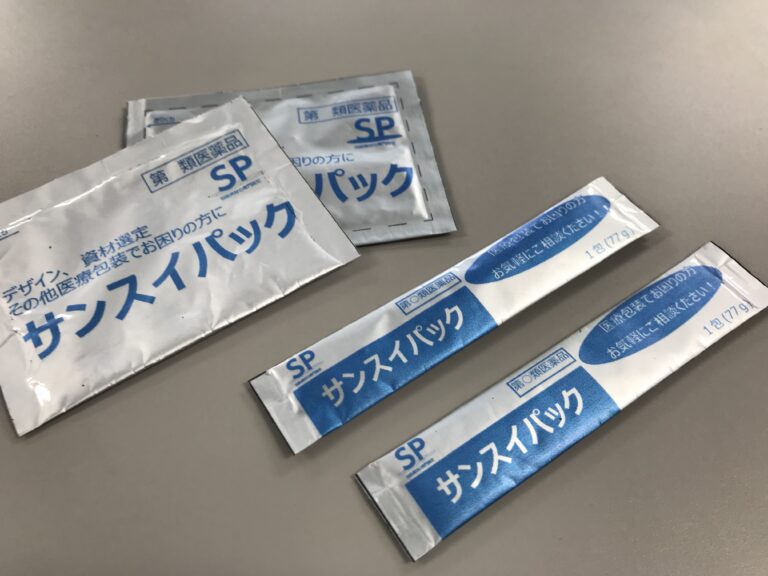 第 類医薬品
SP
デザイン、 資材選定
その他医療包装でお困りの方に
サンスイパック
第 類医薬品
SP
困りの方に
パック
SP
第○類医薬品
サンスイパック
医療包装でお困りの方
お気軽にご相談ください！
1包(77g)
SP
第○類医薬品
サンスイパック
医療包装でお困りの方
お気軽にご相談ください！
1包(77g)